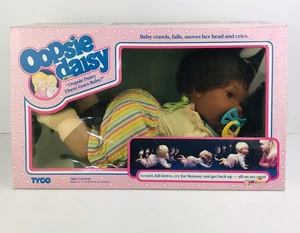 Oopsie
daisy
Baby crawls, falls, moves her head and cries.
"Oopsie Daisy
There Goes Baby!"
I crawl, fall down, cry for Mommy and get back up – all on my own!
TYCO